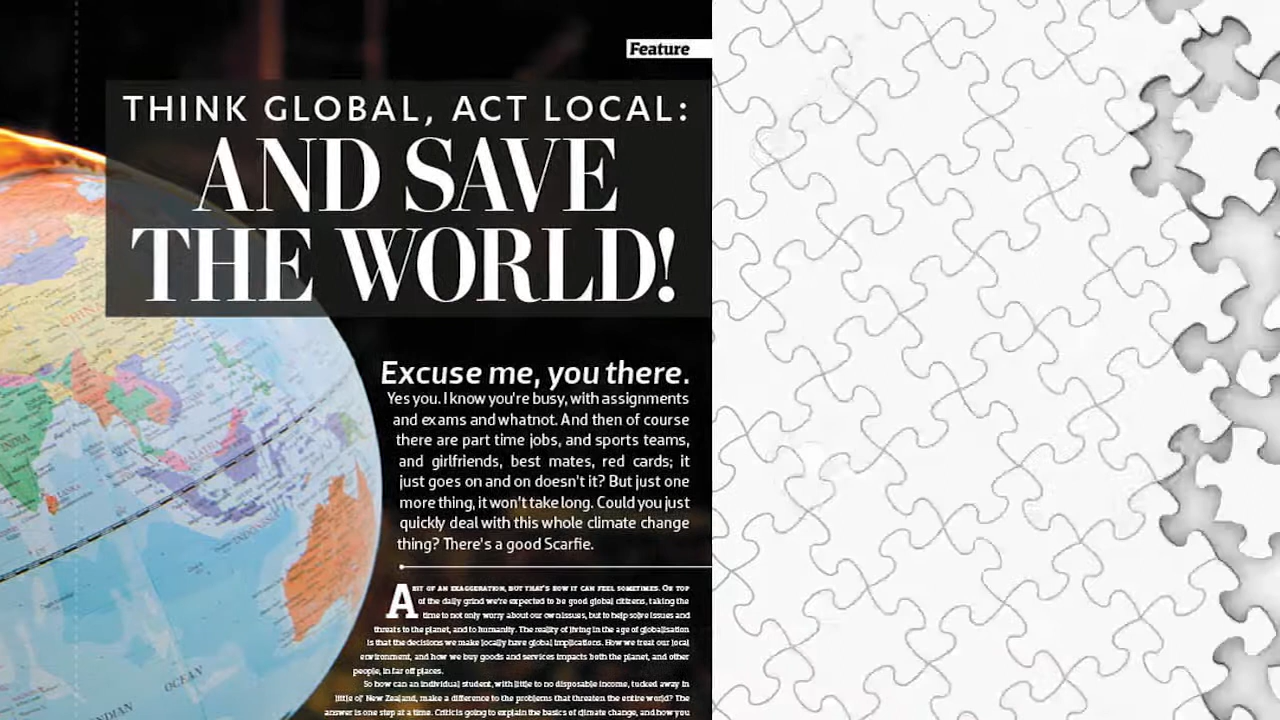 Feature
THINK GLOBAL, ACT LOCAL:
AND SAVE
THE WORLD!
Excuse me, you there.
Yes you. I know you're busy, with assignments
and exams and whatnot. And then of course
there are part time jobs, and sports teams,
and girlfriends, best mates, red cards; it
just goes on and on doesn't it? But just one
more thing, it won't take long. Could you just
quickly deal with this whole climate change
thing? There's a good Scarfie.
A BIT OF AN EXAGGERATION, BUT THAT'S HOW IT CAN FEEL SOMETIMES. ON TOP
of the daily grind we're expected to be good global citizens, taking the
time to not only worry about our own issues, but to help solve issues and
threats to the planet, and to humanity. The reality of living in the age of globalisation
is that the decisions we make locally have global implications. How we treat our local
environment, and how we buy goods and services impacts both the planet, and other
people, in far off places.
So how can an individual student, with little to no disposable income, tucked away in
little ol' New Zealand, make a difference to the problems that threaten the entire world? The
answer is one step at a time. Critic is going to explain the basics of climate change, and how you
CHINA
INDIA
OCEAN
INDIAN